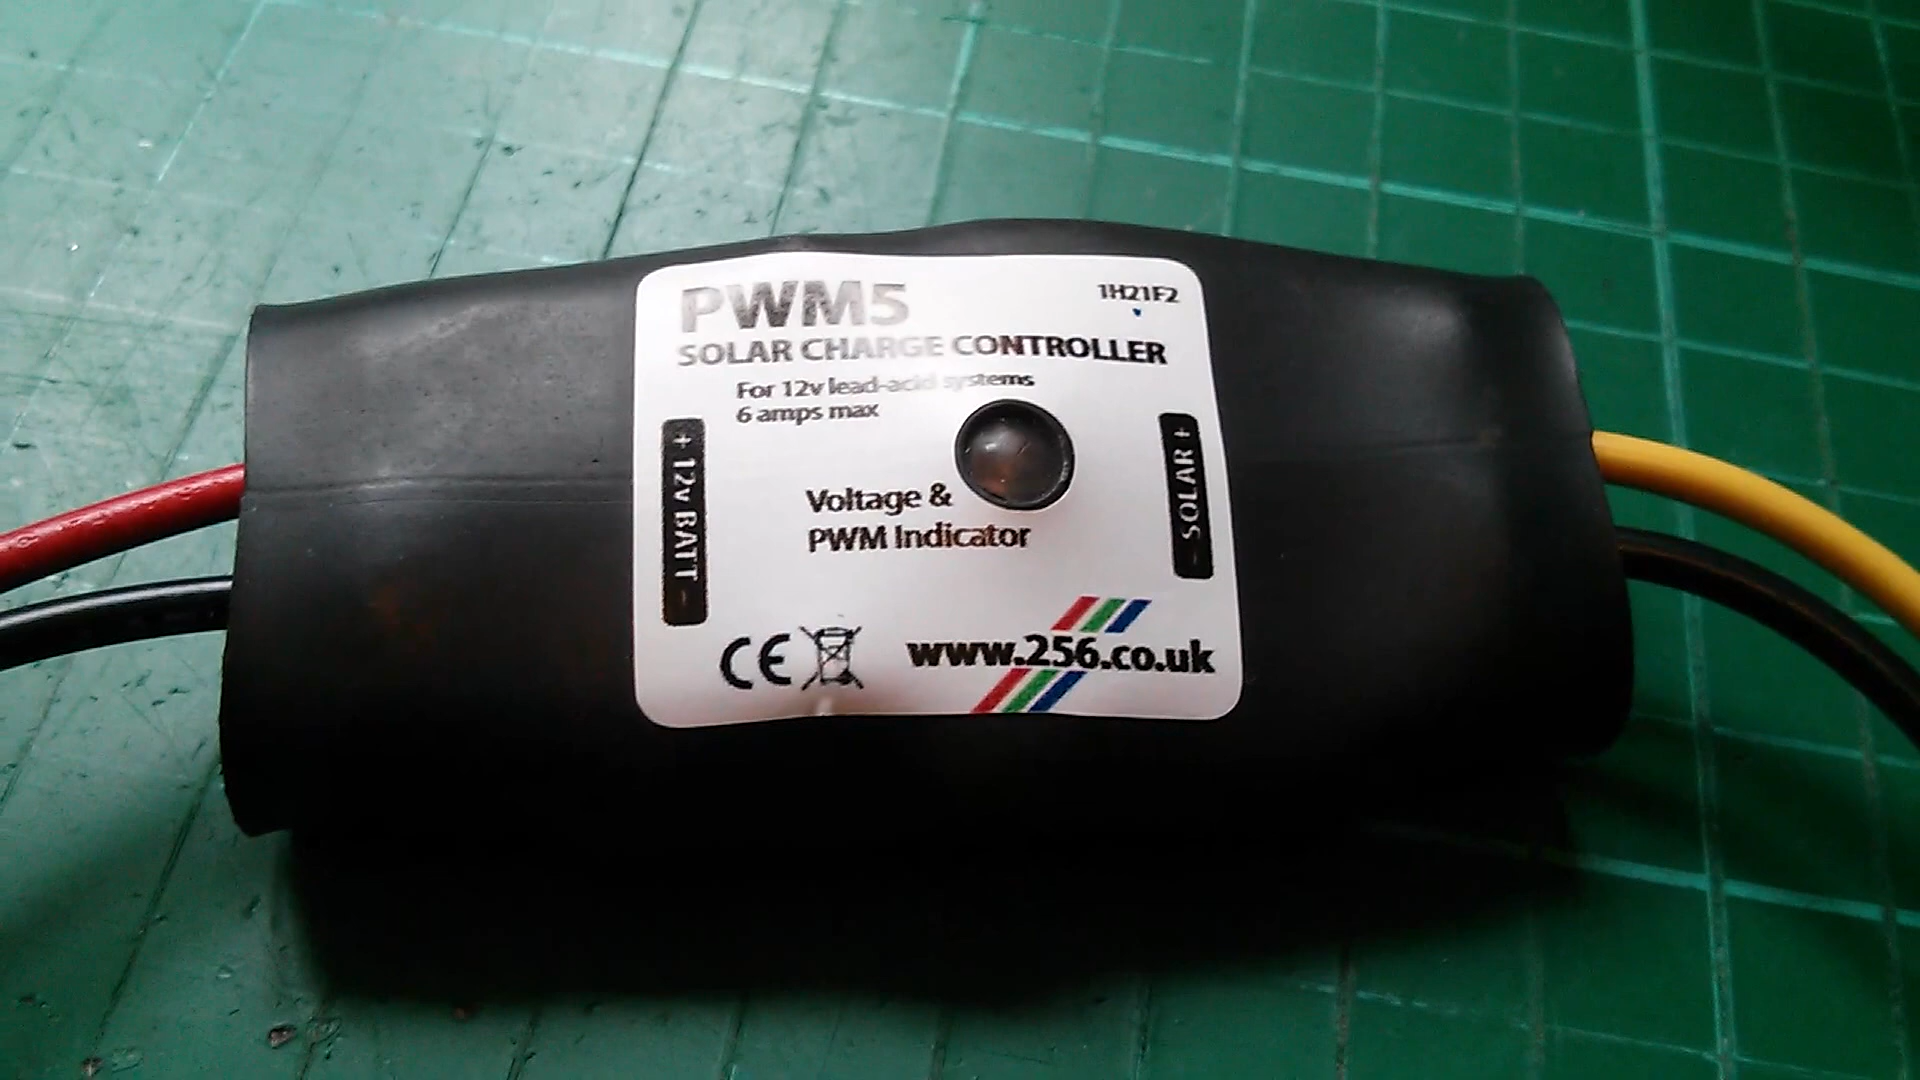 PWM5
1H21F2
SOLAR CHARGE CONTROLLER
For 12v lead-acid systems
6 amps max
+ 12v BATT -
- SOLAR +
Voltage &
PWM Indicator
CE
www.256.co.uk